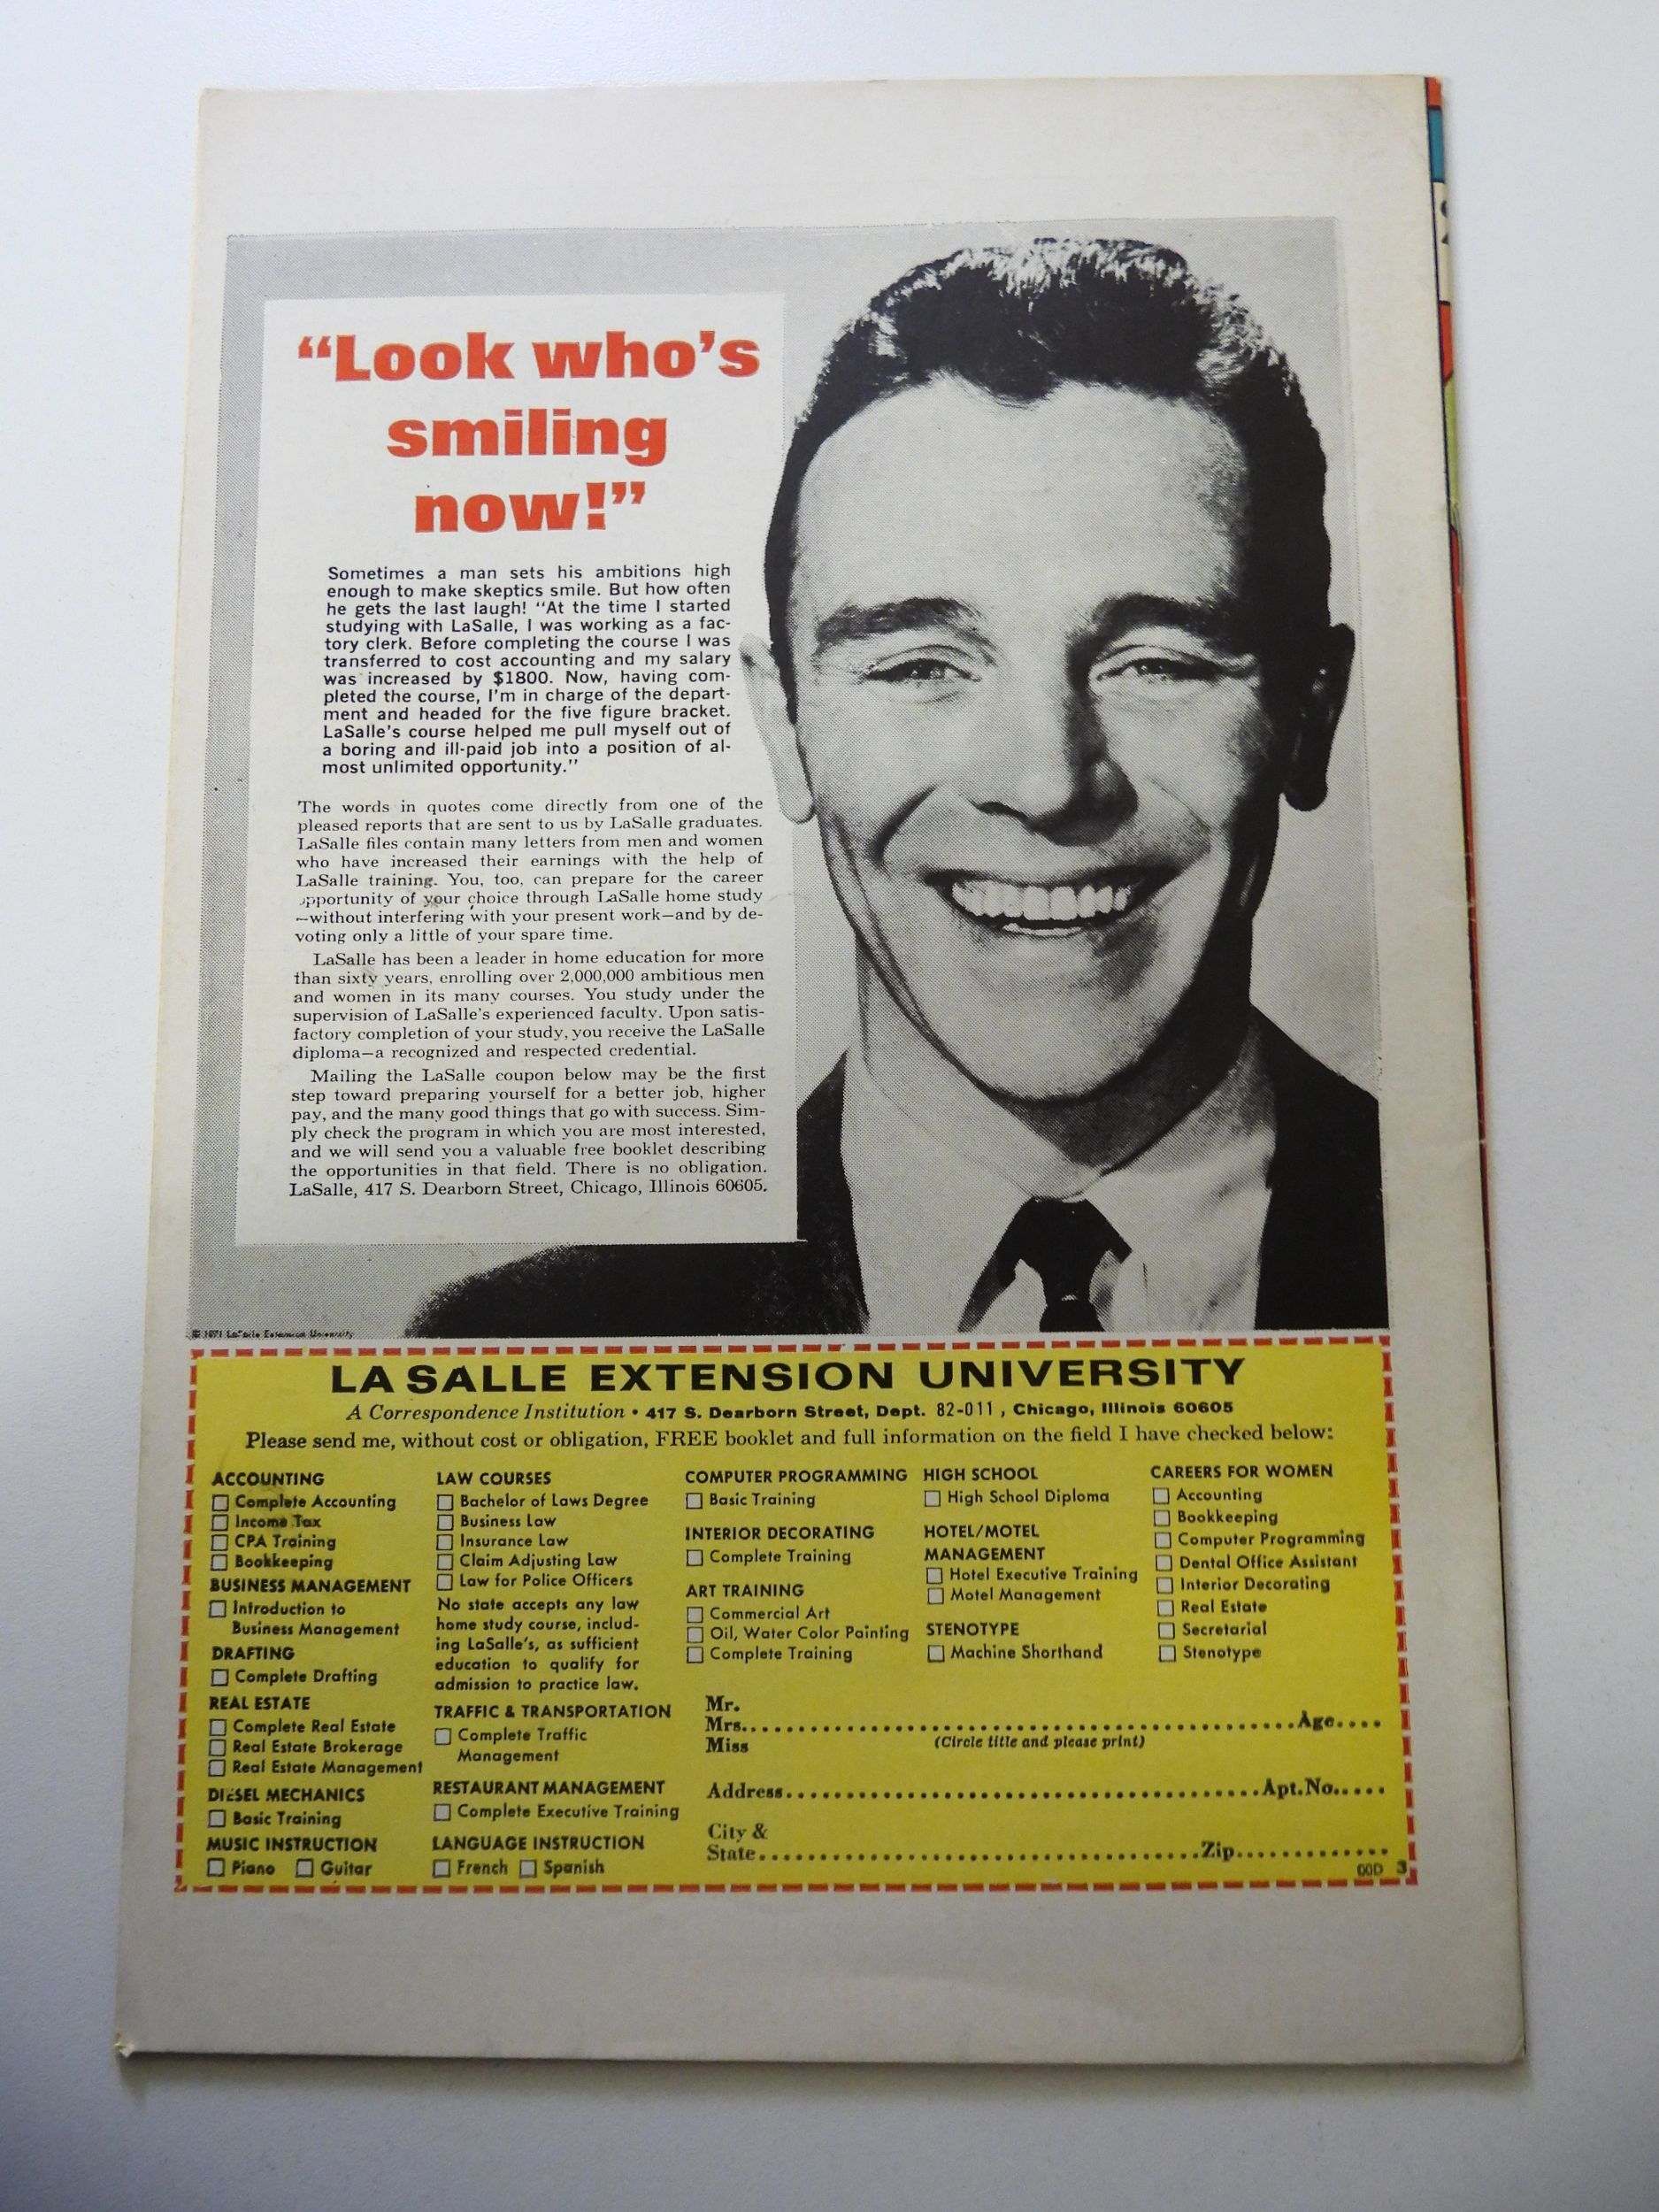 “Look who’s
smiling
now!”
Sometimes a man sets his ambitions high
enough to make skeptics smile. But how often
he gets the last laugh! “At the time I started
studying with LaSalle, I was working as a fac-
tory clerk. Before completing the course I was
transferred to cost accounting and my salary
was increased by $1800. Now, having com-
pleted the course, I’m in charge of the depart-
ment and headed for the five figure bracket.
LaSalle’s course helped me pull myself out of
a boring and ill-paid job into a position of al-
most unlimited opportunity.”
The words in quotes come directly from one of the
pleased reports that are sent to us by LaSalle graduates.
LaSalle files contain many letters from men and women
who have increased their earnings with the help of
LaSalle training. You, too, can prepare for the career
opportunity of your choice through LaSalle home study
—without interfering with your present work—and by de-
voting only a little of your spare time.
LaSalle has been a leader in home education for more
than sixty years, enrolling over 2,000,000 ambitious men
and women in its many courses. You study under the
supervision of LaSalle’s experienced faculty. Upon satis-
factory completion of your study, you receive the LaSalle
diploma—a recognized and respected credential.
Mailing the LaSalle coupon below may be the first
step toward preparing yourself for a better job, higher
pay, and the many good things that go with success. Sim-
ply check the program in which you are most interested,
and we will send you a valuable free booklet describing
the opportunities in that field. There is no obligation.
LaSalle, 417 S. Dearborn Street, Chicago, Illinois 60605.
© 1971 LaSalle Extension University
LA SALLE EXTENSION UNIVERSITY
A Correspondence Institution • 417 S. Dearborn Street, Dept. 82-011, Chicago, Illinois 60605
Please send me, without cost or obligation, FREE booklet and full information on the field I have checked below:
ACCOUNTING
Complete Accounting
Income Tax
CPA Training
Bookkeeping
BUSINESS MANAGEMENT
Introduction to
Business Management
DRAFTING
Complete Drafting
REAL ESTATE
Complete Real Estate
Real Estate Brokerage
Real Estate Management
DIESEL MECHANICS
Basic Training
MUSIC INSTRUCTION
Piano Guitar
LAW COURSES
Bachelor of Laws Degree
Business Law
Insurance Law
Claim Adjusting Law
Law for Police Officers
No state accepts any law
home study course, includ-
ing LaSalle’s, as sufficient
education to qualify for
admission to practice law.
TRAFFIC & TRANSPORTATION
Complete Traffic
Management
RESTAURANT MANAGEMENT
Complete Executive Training
LANGUAGE INSTRUCTION
French Spanish
COMPUTER PROGRAMMING
Basic Training
INTERIOR DECORATING
Complete Training
ART TRAINING
Commercial Art
Oil, Water Color Painting
Complete Training
HIGH SCHOOL
High School Diploma
HOTEL/MOTEL
MANAGEMENT
Hotel Executive Training
Motel Management
STENOTYPE
Machine Shorthand
CAREERS FOR WOMEN
Accounting
Bookkeeping
Computer Programming
Dental Office Assistant
Interior Decorating
Real Estate
Secretarial
Stenotype
Mr.
Mrs. Age
Miss (Circle title and please print)
Address Apt.No.
City &
State Zip
00D 3